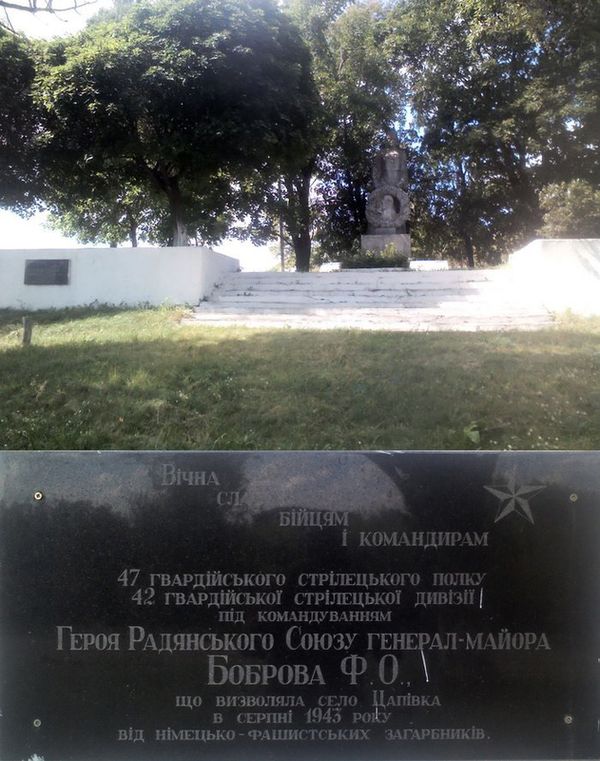 Вічна
сл
бійцям
і командирам
47 гвардійського стрілецького полку
42 гвардійської стрілецької дивізії
під командуванням
Героя Радянського Союзу генерал-майора
Боброва Ф.О.,
що визволяла село Цапівка
в серпні 1943 року
від німецько-фашистських загарбників.